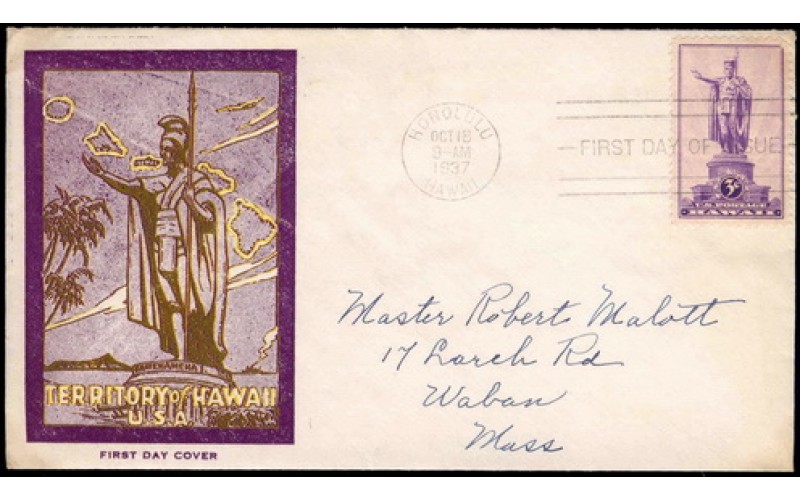 KAMEHAMEHA
TERRITORY of HAWAII
U.S.A.
FIRST DAY COVER
HONOLULU
OCT 18
9-AM
1937
HAWAII
FIRST DAY OF ISSUE
3¢
U.S. POSTAGE
HAWAII
Master Robert Malott
17 Larch Rd
Waban
Mass